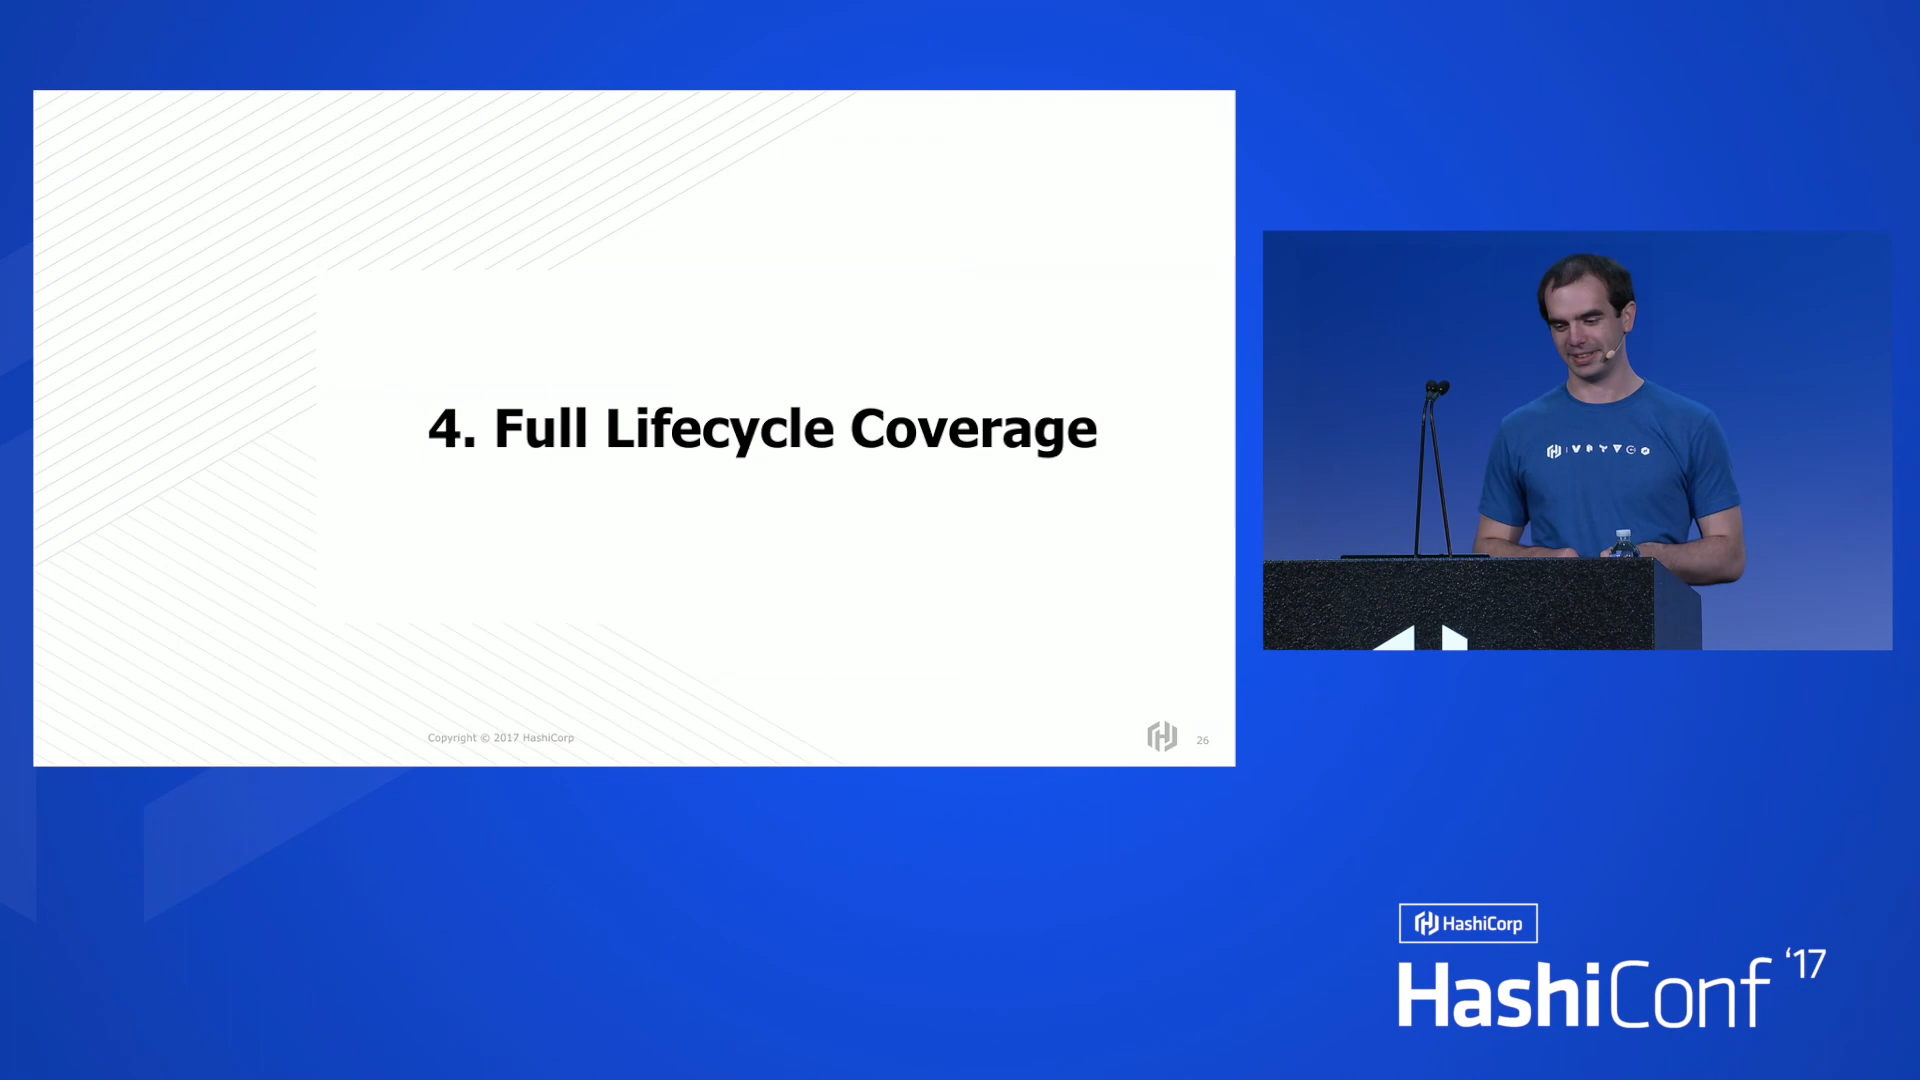 4. Full Lifecycle Coverage
Copyright © 2017 HashiCorp
26
HashiCorp
HashiConf '17